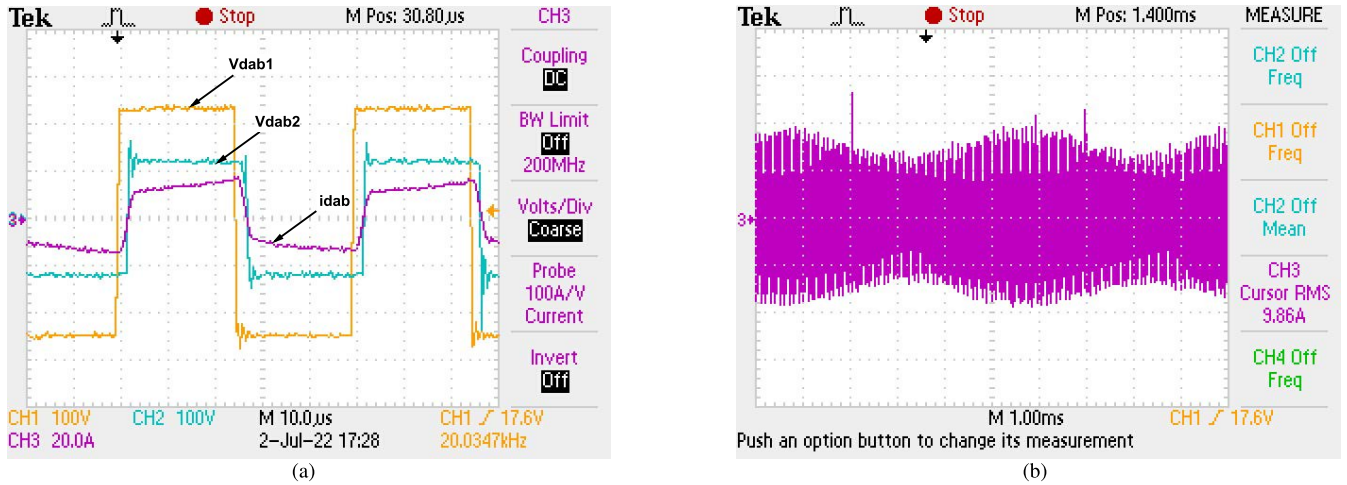 Tek Stop M Pos: 30.80µs CH3
Coupling
DC
BW Limit
Off
200MHz
Volts/Div
Coarse
Probe
100A/V
Current
Invert
Off
Vdab1
Vdab2
idab
3
CH1 100V CH2 100V M 10.0µs CH1 17.6V
CH3 20.0A 2-Jul-22 17:28 20.0347kHz
(a)
Tek Stop M Pos: 1.400ms MEASURE
CH2 Off
Freq
CH1 Off
Freq
CH2 Off
Mean
CH3
Cursor RMS
9.86A
CH4 Off
Freq
3
M 1.00ms CH1 17.6V
Push an option button to change its measurement
(b)